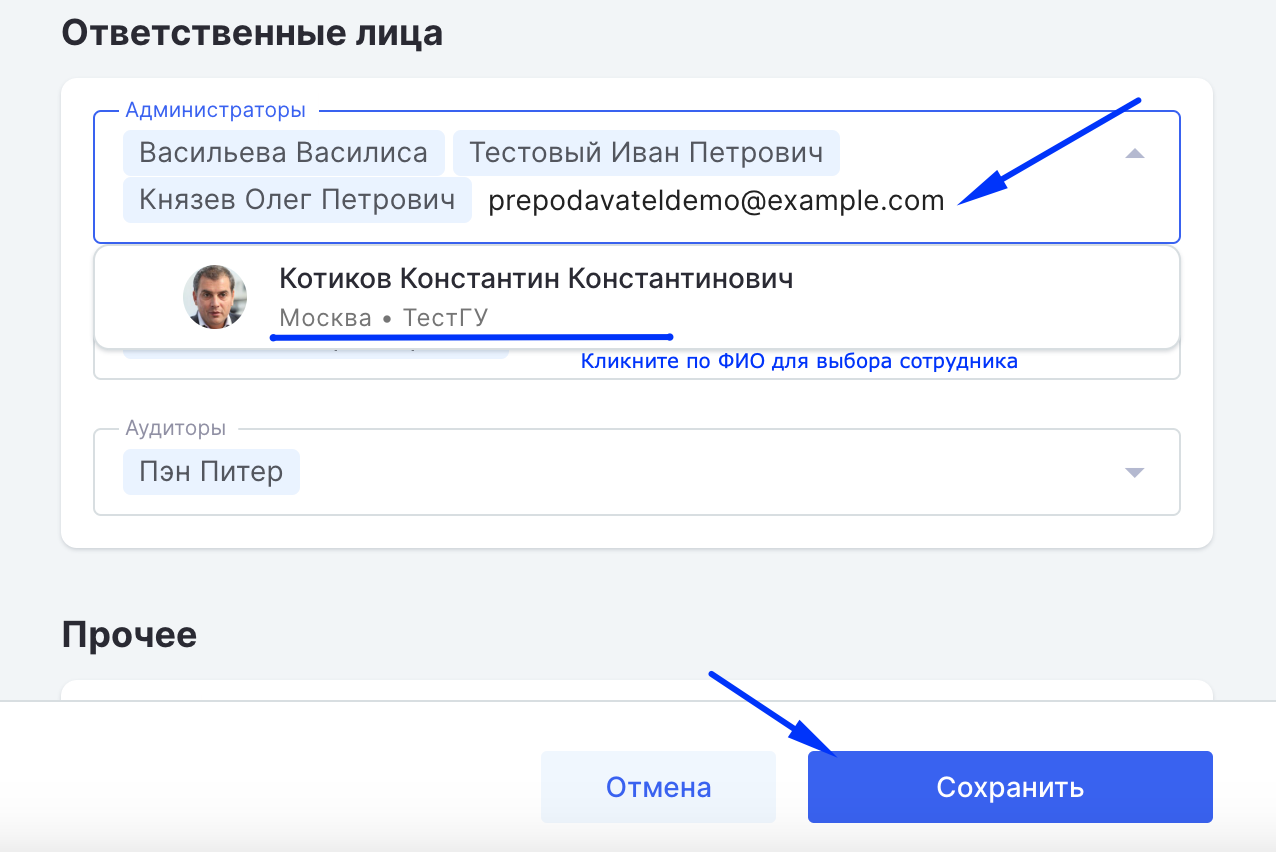 Ответственные лица
Администраторы
Васильева Василиса Тестовый Иван Петрович
Князев Олег Петрович prepodavateldemo@example.com
Котиков Константин Константинович
Москва • ТестГУ
Кликните по ФИО для выбора сотрудника
Аудиторы
Пэн Питер
Прочее
Отмена Сохранить